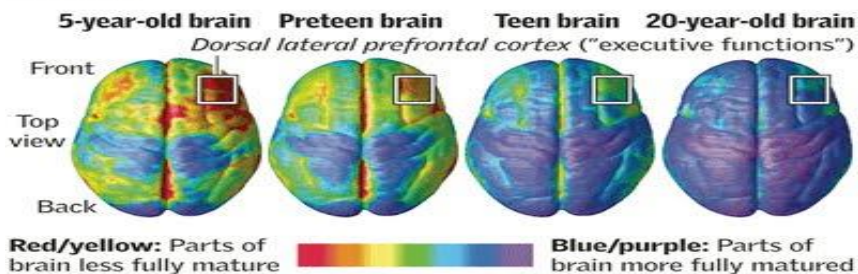 5-year-old brain Preteen brain Teen brain 20-year-old brain
Dorsal lateral prefrontal cortex ("executive functions")
Front
Top
view
Back
Red/yellow: Parts of
brain less fully mature
Blue/purple: Parts of
brain more fully matured